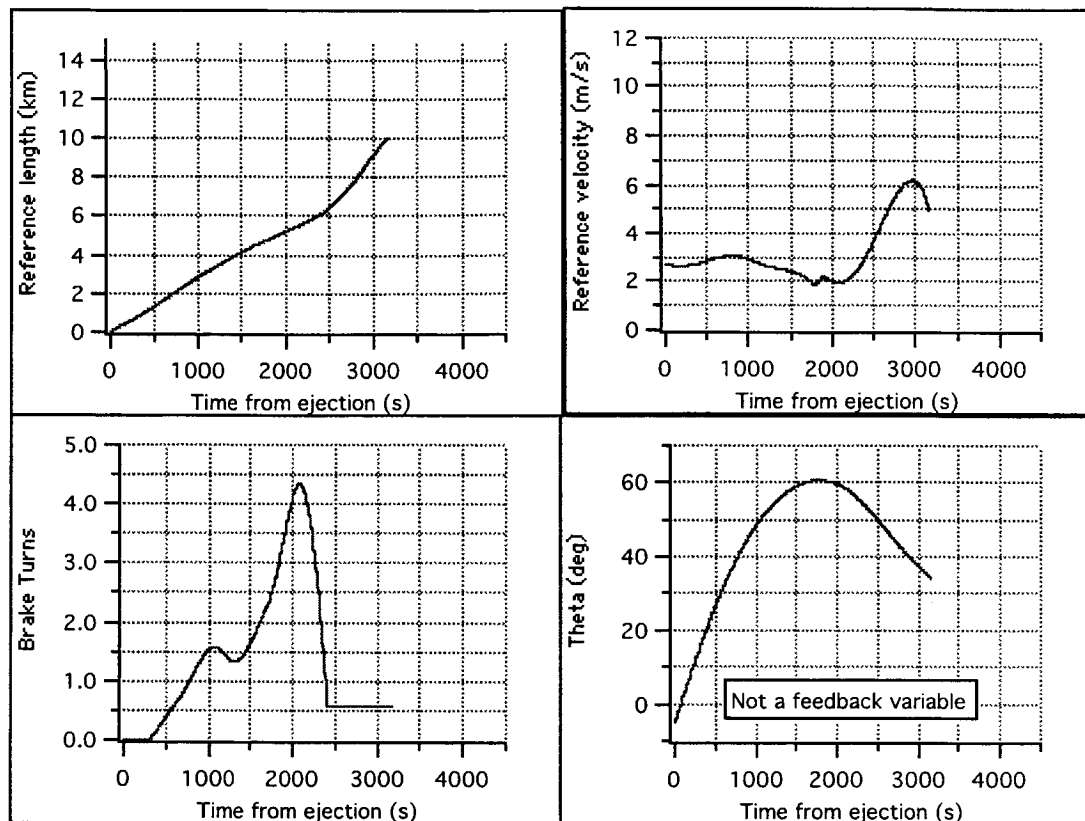 Reference length (km)
14
12
10
8
6
4
2
0
0 1000 2000 3000 4000
Time from ejection (s)
Reference velocity (m/s)
12
10
8
6
4
2
0
0 1000 2000 3000 4000
Time from ejection (s)
Brake Turns
5.0
4.0
3.0
2.0
1.0
0.0
0 1000 2000 3000 4000
Time from ejection (s)
Theta (deg)
60
40
20
0
Not a feedback variable
0 1000 2000 3000 4000
Time from ejection (s)